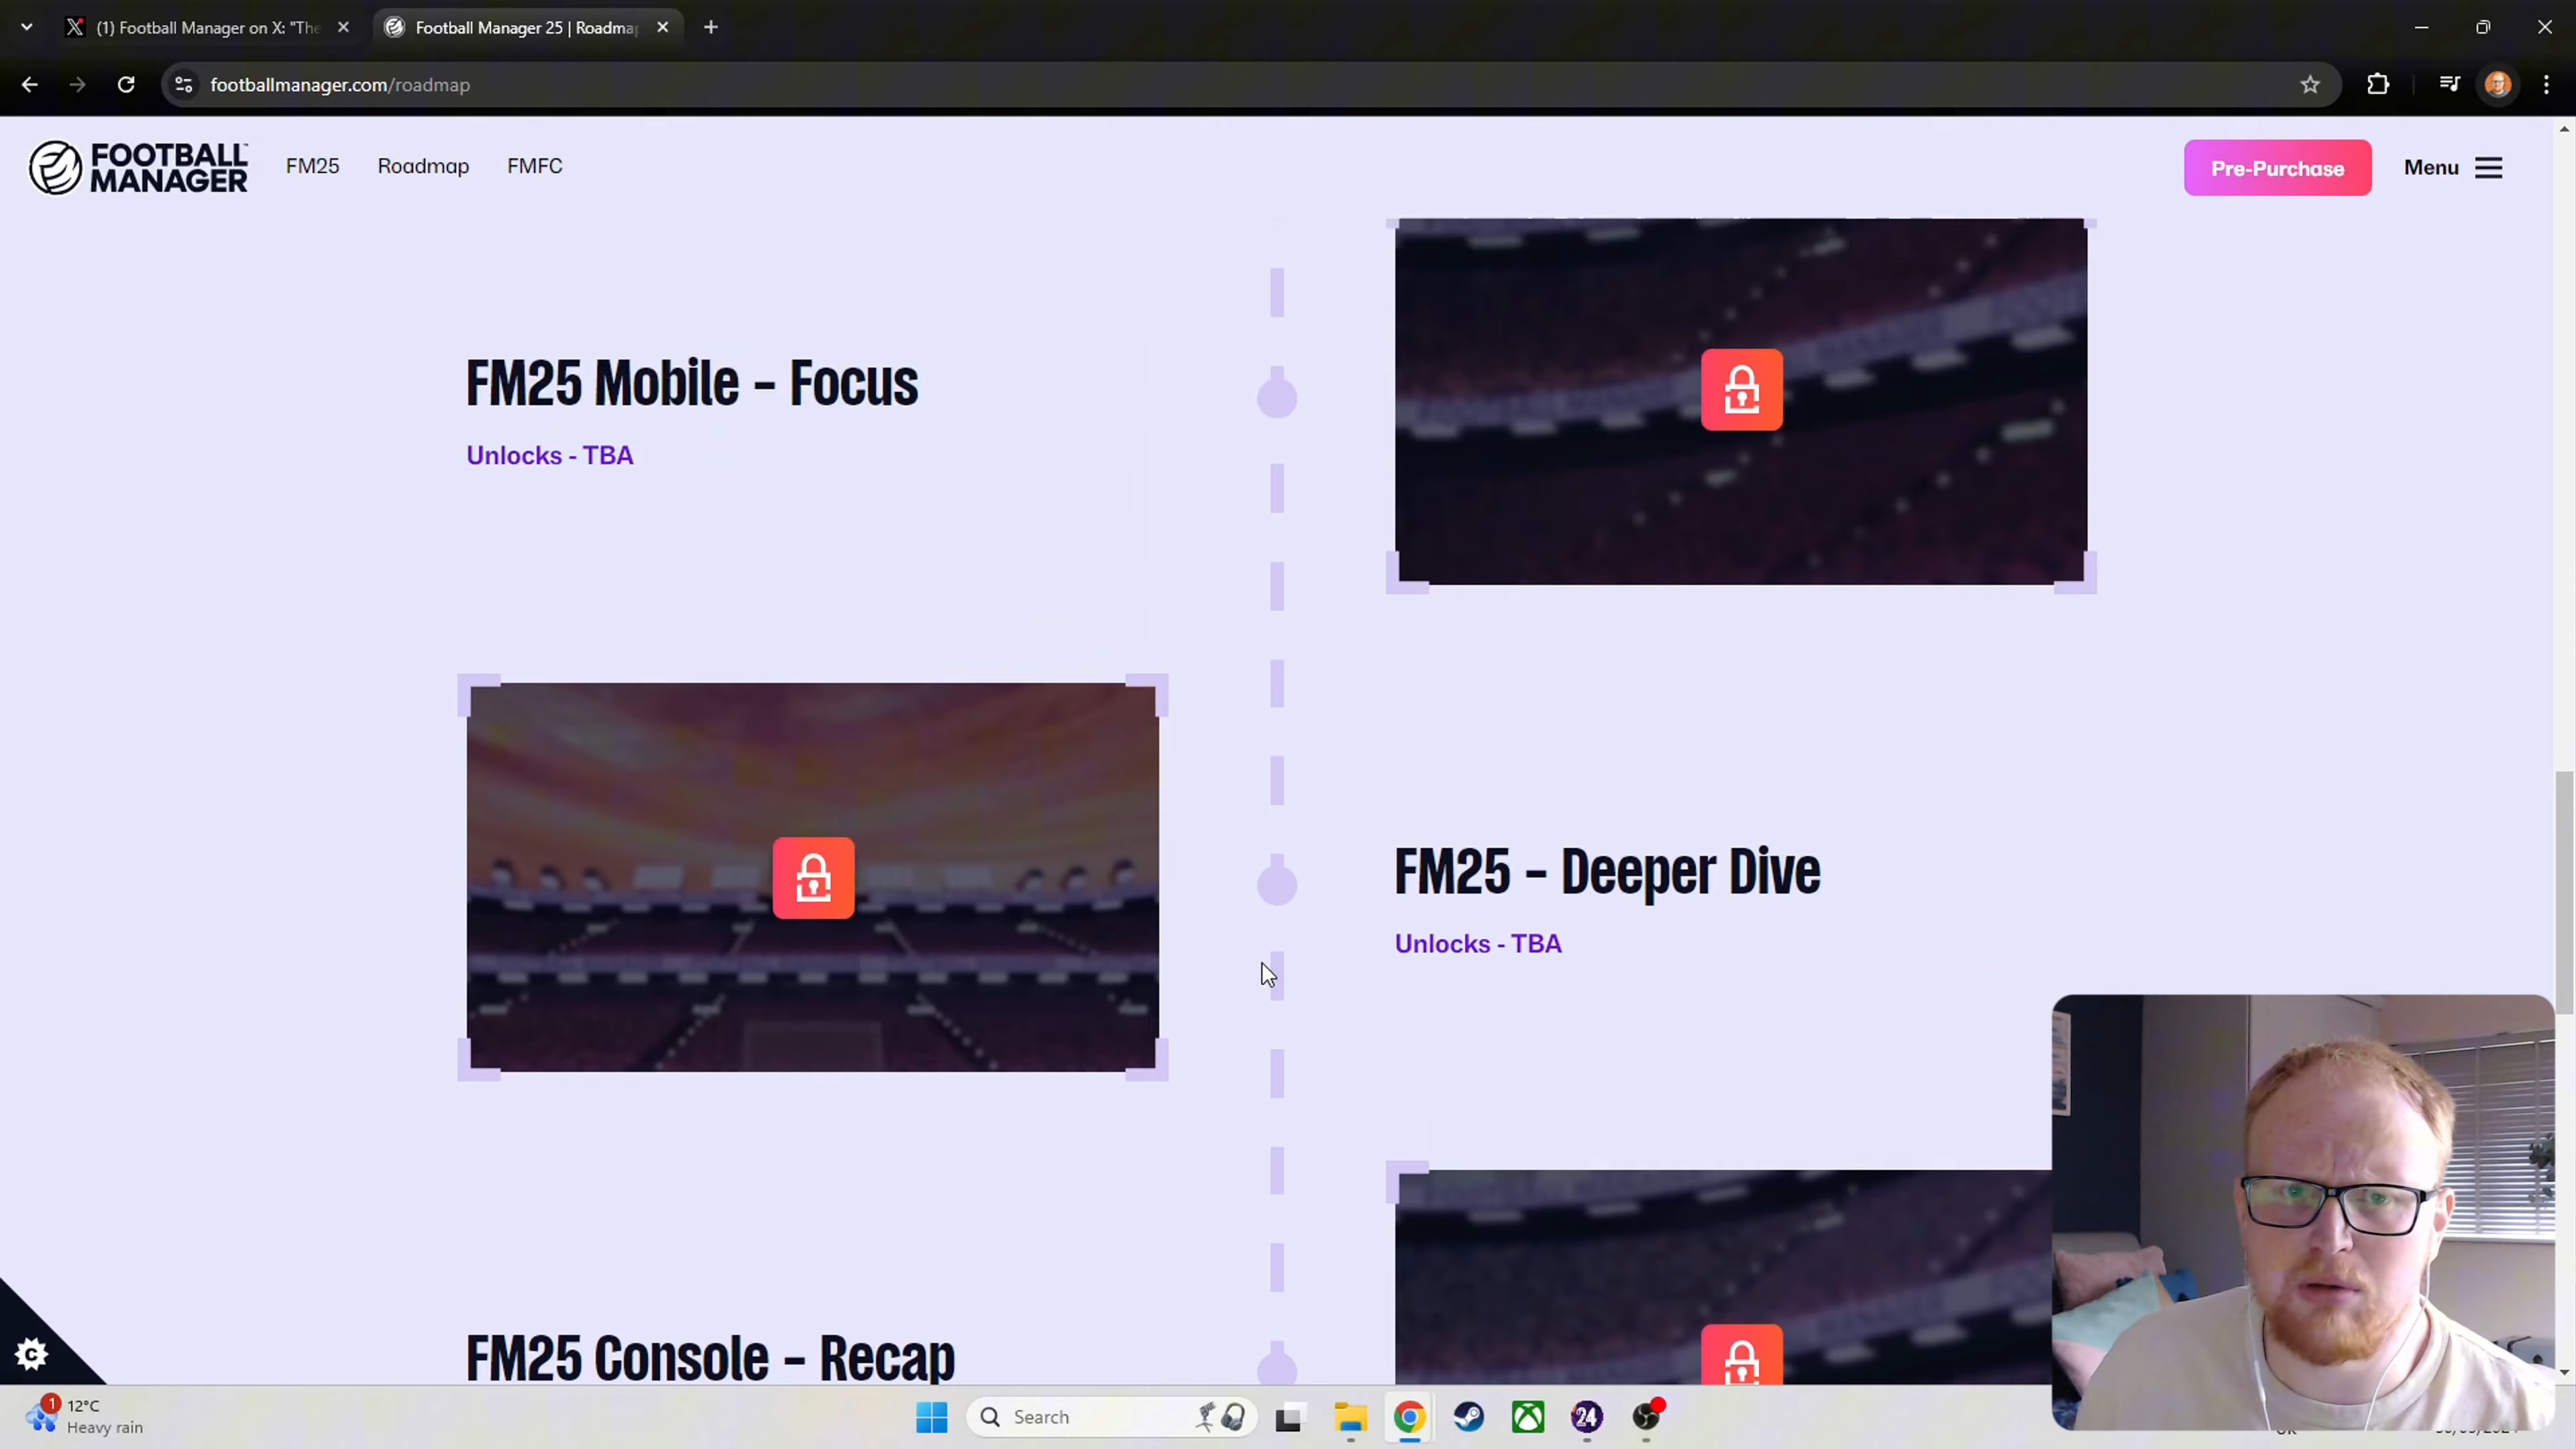 (1) Football Manager on X: "The
Football Manager 25 | Roadmap
footballmanager.com/roadmap
FOOTBALL
MANAGER
FM25
Roadmap
FMFC
Pre-Purchase
Menu
FM25 Mobile – Focus
Unlocks - TBA
FM25 – Deeper Dive
Unlocks - TBA
FM25 Console – Recap
1
12°C
Heavy rain
Search
24